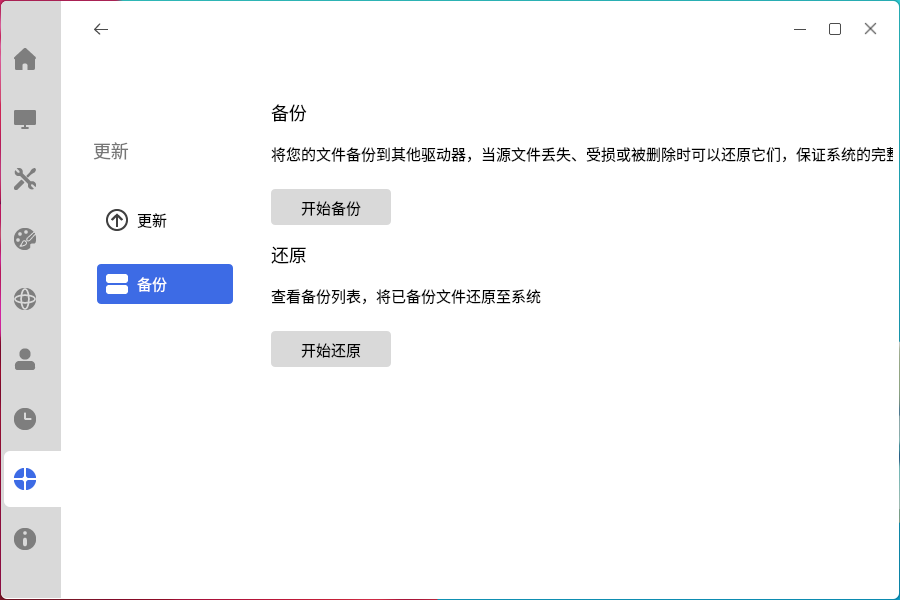 更新
更新
备份
备份
将您的文件备份到其他驱动器，当源文件丢失、受损或被删除时可以还原它们，保证系统的完
开始备份
还原
查看备份列表，将已备份文件还原至系统
开始还原